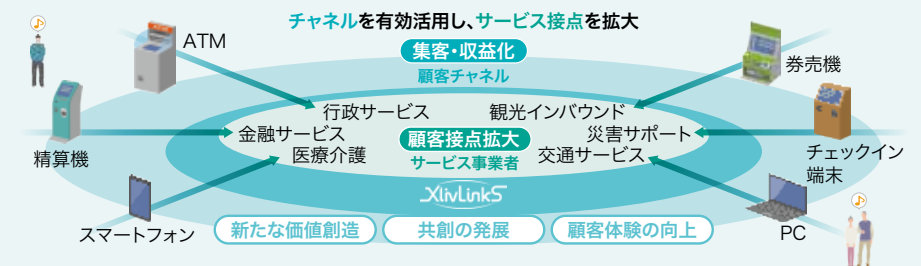 チャネルを有効活用し、サービス接点を拡大
集客・収益化
顧客チャネル
ATM
券売機
行政サービス
観光インバウンド
金融サービス
顧客接点拡大
災害サポート
医療介護
サービス事業者
交通サービス
精算機
チェックイン
端末
XlivLinkS
スマートフォン
新たな価値創造
共創の発展
顧客体験の向上
PC